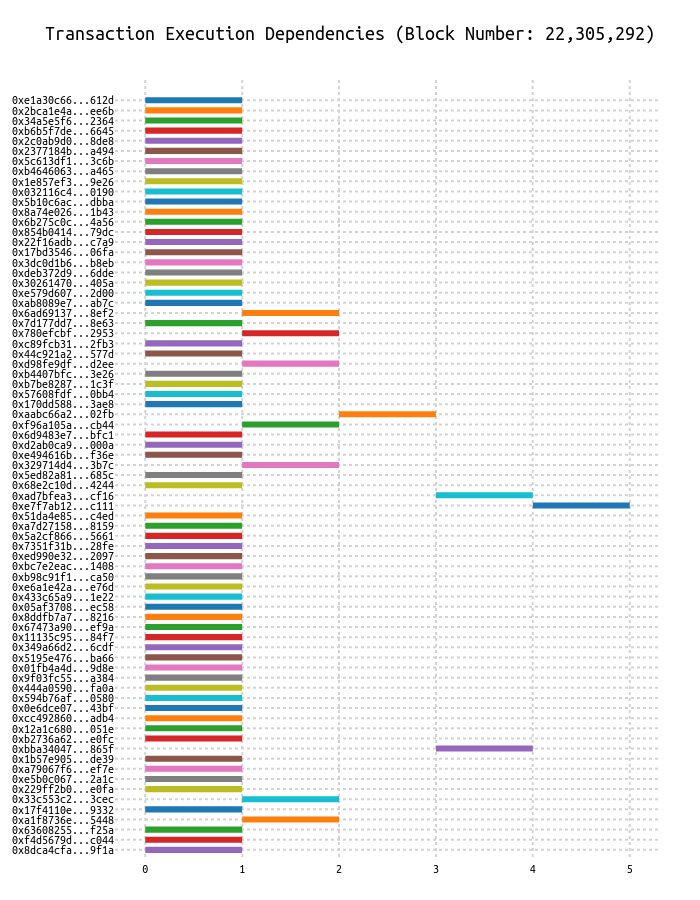 Transaction Execution Dependencies (Block Number: 22,305,292)
0xe1a30c66...612d
0x2bca1e4a...ee6b
0x34a5e5f6...2364
0xb6b5f7de...6645
0x2c0ab9d0...8de8
0x2377184b...a494
0x5c613df1...3c6b
0xb4646063...a465
0x1e857ef3...9e26
0x032116c4...0190
0x5b10c6ac...dbba
0x8a74e026...1b43
0x6b275c0c...4a56
0x854b0414...79dc
0x22f16adb...c7a9
0x17bd3546...06fa
0x3dc0d1b6...b8eb
0xdeb372d9...6dde
0x30261470...405a
0xe579d607...2d00
0xab8089e7...ab7c
0x6ad69137...8ef2
0x7d177dd7...8e63
0x780efcbf...2953
0xc89fcb31...2fb3
0x44c921a2...577d
0xd98fe9df...d2ee
0xb4407bfc...3e26
0xb7be8287...1c3f
0x57608fdf...0bb4
0x170dd588...3ae8
0xaabc66a2...02fb
0xf96a105a...cb44
0x6d9483e7...bfc1
0xd2ab0ca9...000a
0xe494616b...f36e
0x329714d4...3b7c
0x5ed82a81...685c
0x68e2c10d...4244
0xad7bfea3...cf16
0xe7f7ab12...c111
0x51da4e85...c4ed
0xa7d27158...8159
0x5a2cf866...5661
0x7351f31b...28fe
0xed990e32...2097
0xbc7e2eac...1408
0xb98c91f1...ca50
0xe6a1e42a...e76d
0x433c65a9...1e22
0x05af3708...ec58
0x8ddfb7a7...8216
0x67473a90...ef9a
0x11135c95...84f7
0x349a66d2...6cdf
0x5195e476...ba66
0x01fb4a4d...9d8e
0x9f03fc55...a384
0x444a0590...fa0a
0x594b76af...0580
0x0e6dce07...43bf
0xcc492860...adb4
0x12a1c680...051e
0xb2736a62...e0fc
0xbba34047...865f
0x1b57e905...de39
0xa79067f6...ef7e
0xe5b0c067...2a1c
0x229ff2b0...e0fa
0x33c553c2...3cec
0x17f4110e...9332
0xa1f8736e...5448
0x63608255...f25a
0xf4d5679d...c044
0x8dca4cfa...9f1a
0 1 2 3 4 5